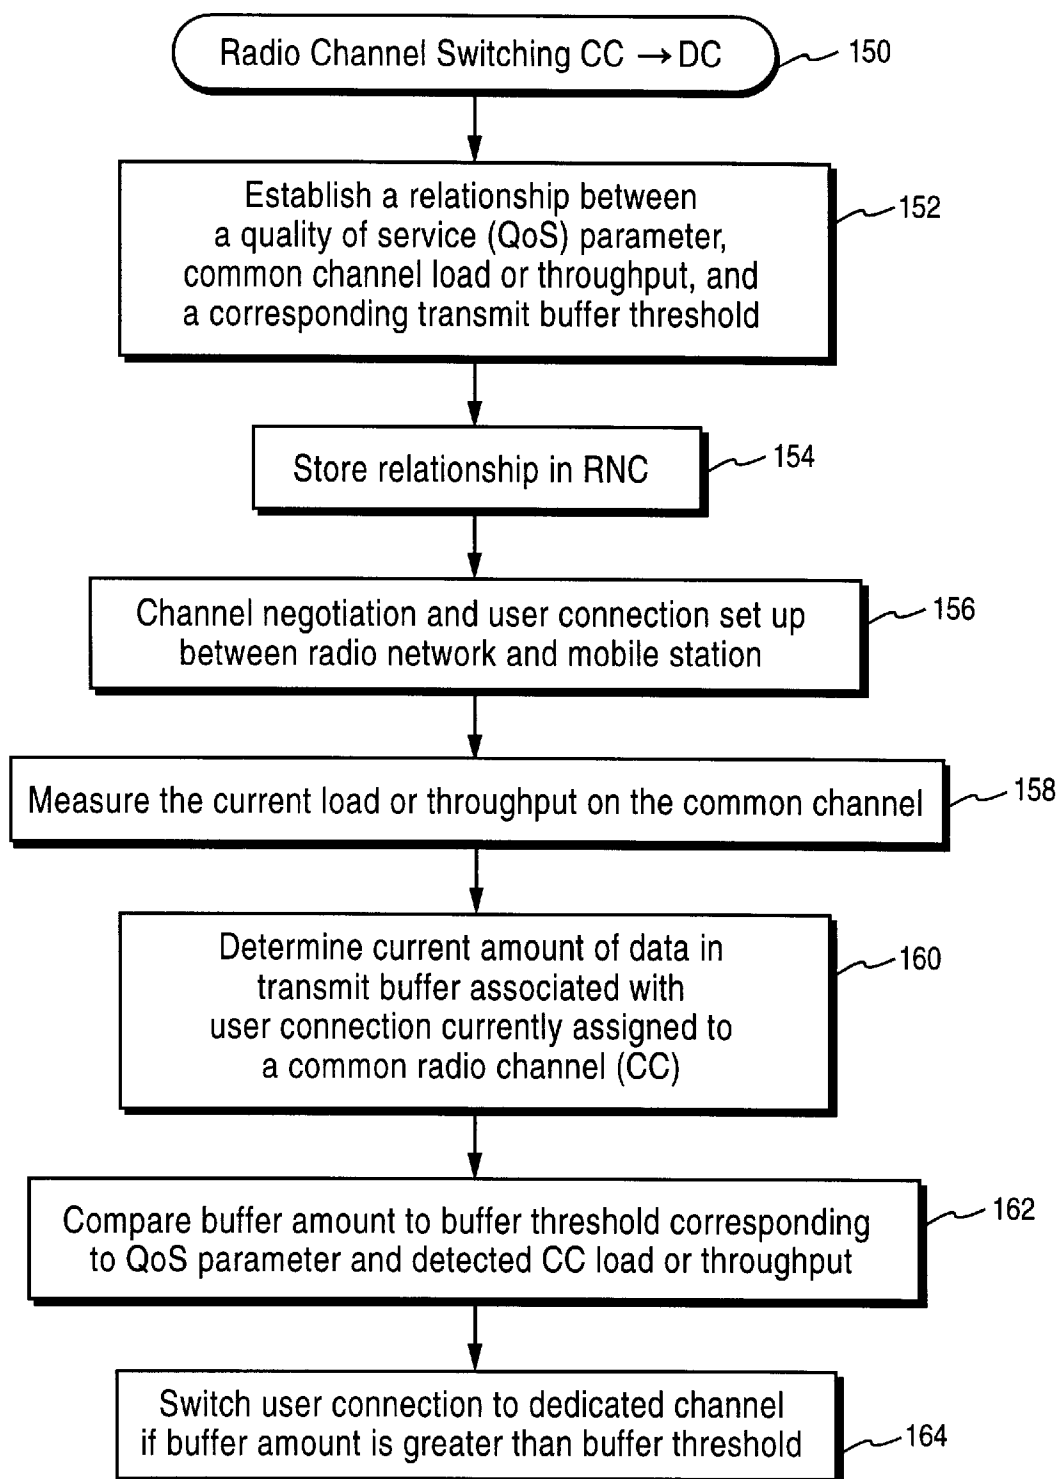 Radio Channel Switching CC → DC
150
Establish a relationship between
a quality of service (QoS) parameter,
common channel load or throughput, and
a corresponding transmit buffer threshold
152
Store relationship in RNC
154
Channel negotiation and user connection set up
between radio network and mobile station
156
Measure the current load or throughput on the common channel
158
Determine current amount of data in
transmit buffer associated with
user connection currently assigned to
a common radio channel (CC)
160
Compare buffer amount to buffer threshold corresponding
to QoS parameter and detected CC load or throughput
162
Switch user connection to dedicated channel
if buffer amount is greater than buffer threshold
164